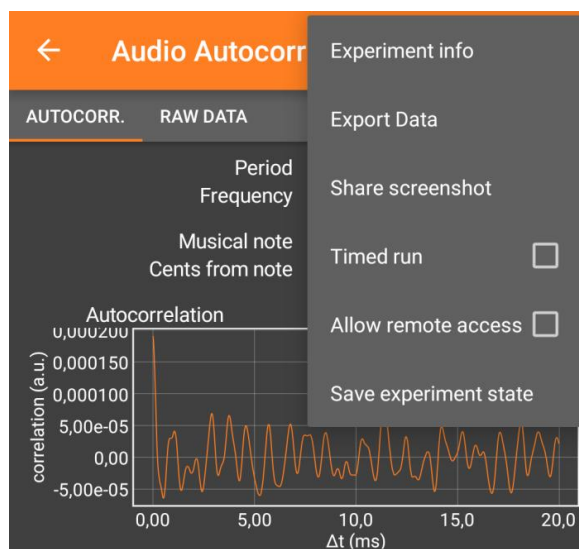 Audio Autocorr
Experiment info
AUTOCORR.
RAW DATA
Export Data
Period
Frequency
Share screenshot
Musical note
Cents from note
Timed run
Autocorrelation
Allow remote access
Save experiment state
correlation (a.u.)
0,000200
0,000150
0,000100
5,00e-05
0,00
-5,00e-05
0,00
5,00
10,0
15,0
20,0
Δt (ms)